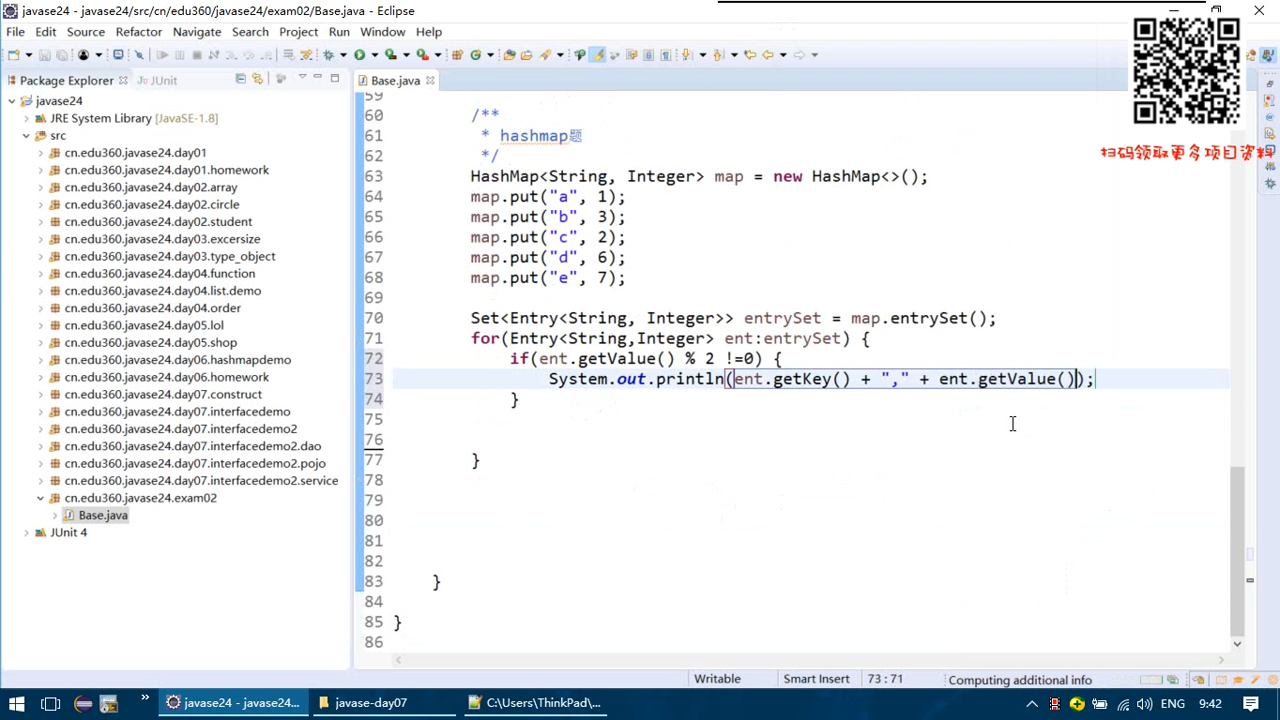 javase24 - javase24/src/cn/edu360/javase24/exam02/Base.java - Eclipse
File Edit Source Refactor Navigate Search Project Run Window Help
扫码领取更多项目资料
Package Explorer JUnit
javase24
JRE System Library [JavaSE-1.8]
src
cn.edu360.javase24.day01
cn.edu360.javase24.day01.homework
cn.edu360.javase24.day02.array
cn.edu360.javase24.day02.circle
cn.edu360.javase24.day02.student
cn.edu360.javase24.day03.excersize
cn.edu360.javase24.day03.type_object
cn.edu360.javase24.day04.function
cn.edu360.javase24.day04.list.demo
cn.edu360.javase24.day04.order
cn.edu360.javase24.day05.lol
cn.edu360.javase24.day05.shop
cn.edu360.javase24.day06.hashmapdemo
cn.edu360.javase24.day06.homework
cn.edu360.javase24.day07.construct
cn.edu360.javase24.day07.interfacedemo
cn.edu360.javase24.day07.interfacedemo2
cn.edu360.javase24.day07.interfacedemo2.dao
cn.edu360.javase24.day07.interfacedemo2.pojo
cn.edu360.javase24.day07.interfacedemo2.service
cn.edu360.javase24.exam02
Base.java
JUnit 4
Base.java
59
60 /**
61 * hashmap题
62 */
63 HashMap<String, Integer> map = new HashMap<>();
64 map.put("a", 1);
65 map.put("b", 3);
66 map.put("c", 2);
67 map.put("d", 6);
68 map.put("e", 7);
69
70 Set<Entry<String, Integer>> entrySet = map.entrySet();
71 for(Entry<String,Integer> ent:entrySet) {
72 if(ent.getValue() % 2 !=0) {
73 System.out.println(ent.getKey() + "," + ent.getValue());
74 }
75
76
77 }
78
79
80
81
82
83 }
84
85 }
86
Writable Smart Insert 73 : 71 Computing additional info
javase24 - javase24... javase-day07 C:\Users\ThinkPad\... ENG 9:42